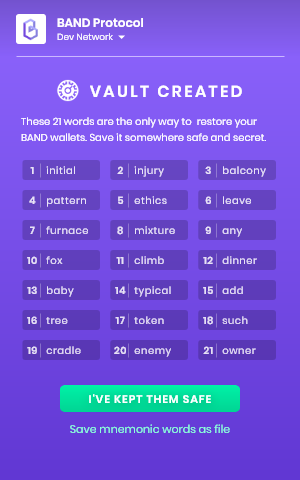 BAND Protocol
Dev Network
VAULT CREATED
These 21 words are the only way to restore your
BAND wallets. Save it somewhere safe and secret.
1 initial 2 injury 3 balcony
4 pattern 5 ethics 6 leave
7 furnace 8 mixture 9 any
10 fox 11 climb 12 dinner
13 baby 14 typical 15 add
16 tree 17 token 18 such
19 cradle 20 enemy 21 owner
I'VE KEPT THEM SAFE
Save mnemonic words as file